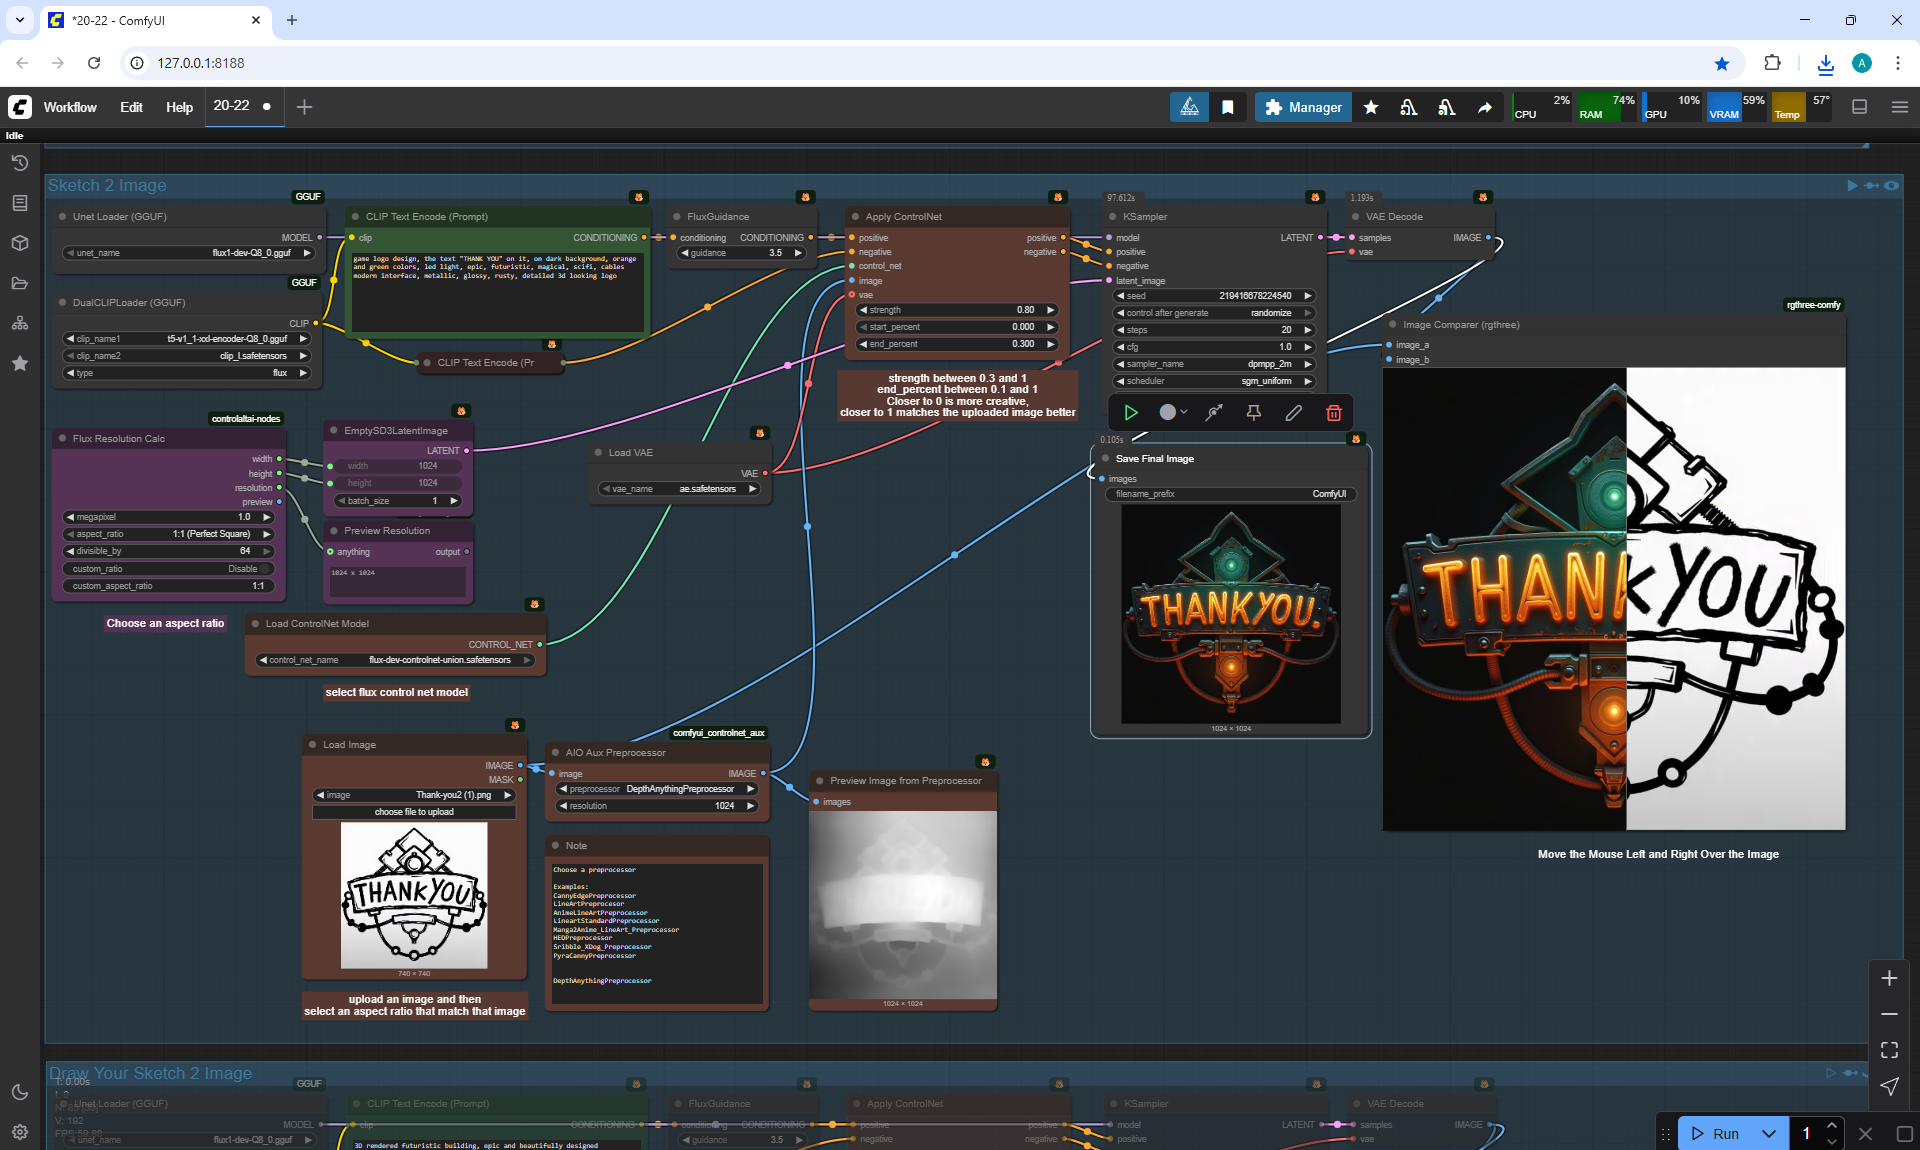 *20-22 - ComfyUI
127.0.0.1:8188
Workflow Edit Help 20-22
Manager
CPU 2% RAM 74% GPU 10% VRAM 59% Temp 57°
Idle
Sketch 2 Image
GGUF
Unet Loader (GGUF)
MODEL
unet_name flux1-dev-Q8_0.gguf
GGUF
DualCLIPLoader (GGUF)
CLIP
clip_name1 t5-v1_1-xxl-encoder-Q8_0.gguf
clip_name2 clip_l.safetensors
type flux
CLIP Text Encode (Prompt)
clip CONDITIONING
game logo design, the text "THANK YOU" on it, on dark background, orange
and green colors, led light, epic, futuristic, magical, scifi, cables
modern interface, metallic, glossy, rusty, detailed 3d looking logo
CLIP Text Encode (Pr
FluxGuidance
conditioning CONDITIONING
guidance 3.5
Apply ControlNet
positive positive
negative negative
control_net
image
vae
strength 0.80
start_percent 0.000
end_percent 0.300
strength between 0.3 and 1
end_percent between 0.1 and 1
Closer to 0 is more creative,
closer to 1 matches the uploaded image better
97.612s
KSampler
model LATENT
positive
negative
latent_image
seed 219416678224540
control after generate randomize
steps 20
cfg 1.0
sampler_name dpmpp_2m
scheduler sgm_uniform
1.193s
VAE Decode
samples IMAGE
vae
rgthree-comfy
Image Comparer (rgthree)
image_a
image_b
THAN
K YOU
Move the Mouse Left and Right Over the Image
controlaltai-nodes
Flux Resolution Calc
width
height
resolution
preview
megapixel 1.0
aspect_ratio 1:1 (Perfect Square)
divisible_by 64
custom_ratio Disable
custom_aspect_ratio 1:1
Choose an aspect ratio
EmptySD3LatentImage
LATENT
width 1024
height 1024
batch_size 1
Preview Resolution
anything output
1024 x 1024
Load VAE
VAE
vae_name ae.safetensors
0.105s
Save Final Image
images
filename_prefix ComfyUI
THANK YOU
1024 × 1024
Load ControlNet Model
CONTROL_NET
control_net_name flux-dev-controlnet-union.safetensors
select flux control net model
Load Image
IMAGE
MASK
image Thank-you2 (1).png
choose file to upload
THANK YOU
740 × 740
upload an image and then
select an aspect ratio that match that image
comfyui_controlnet_aux
AIO Aux Preprocessor
image IMAGE
preprocessor DepthAnythingPreprocessor
resolution 1024
Note
Choose a preprocessor
Examples:
CannyEdgePreprocessor
LineArtPreprocesor
AnimeLineArtPreprocessor
LineartStandardPreprocessor
Manga2Anime_LineArt_Preprocessor
HEDPreprocessor
Sribble_XDog_Preprocessor
PyraCannyPreprocessor
DepthAnythingPreprocessor
Preview Image from Preprocessor
images
1024 × 1024
Draw Your Sketch 2 Image
T: 0.00s
GGUF
Unet Loader (GGUF)
V: 192
MODEL
unet_name flux1-dev-Q8_0.gguf
CLIP Text Encode (Prompt)
CONDITIONING
3D rendered futuristic building, epic and beautifully designed
FluxGuidance
conditioning CONDITIONING
guidance 3.5
Apply ControlNet
positive positive
negative negative
KSampler
model LATENT
positive
VAE Decode
samples IMAGE
vae
Run 1